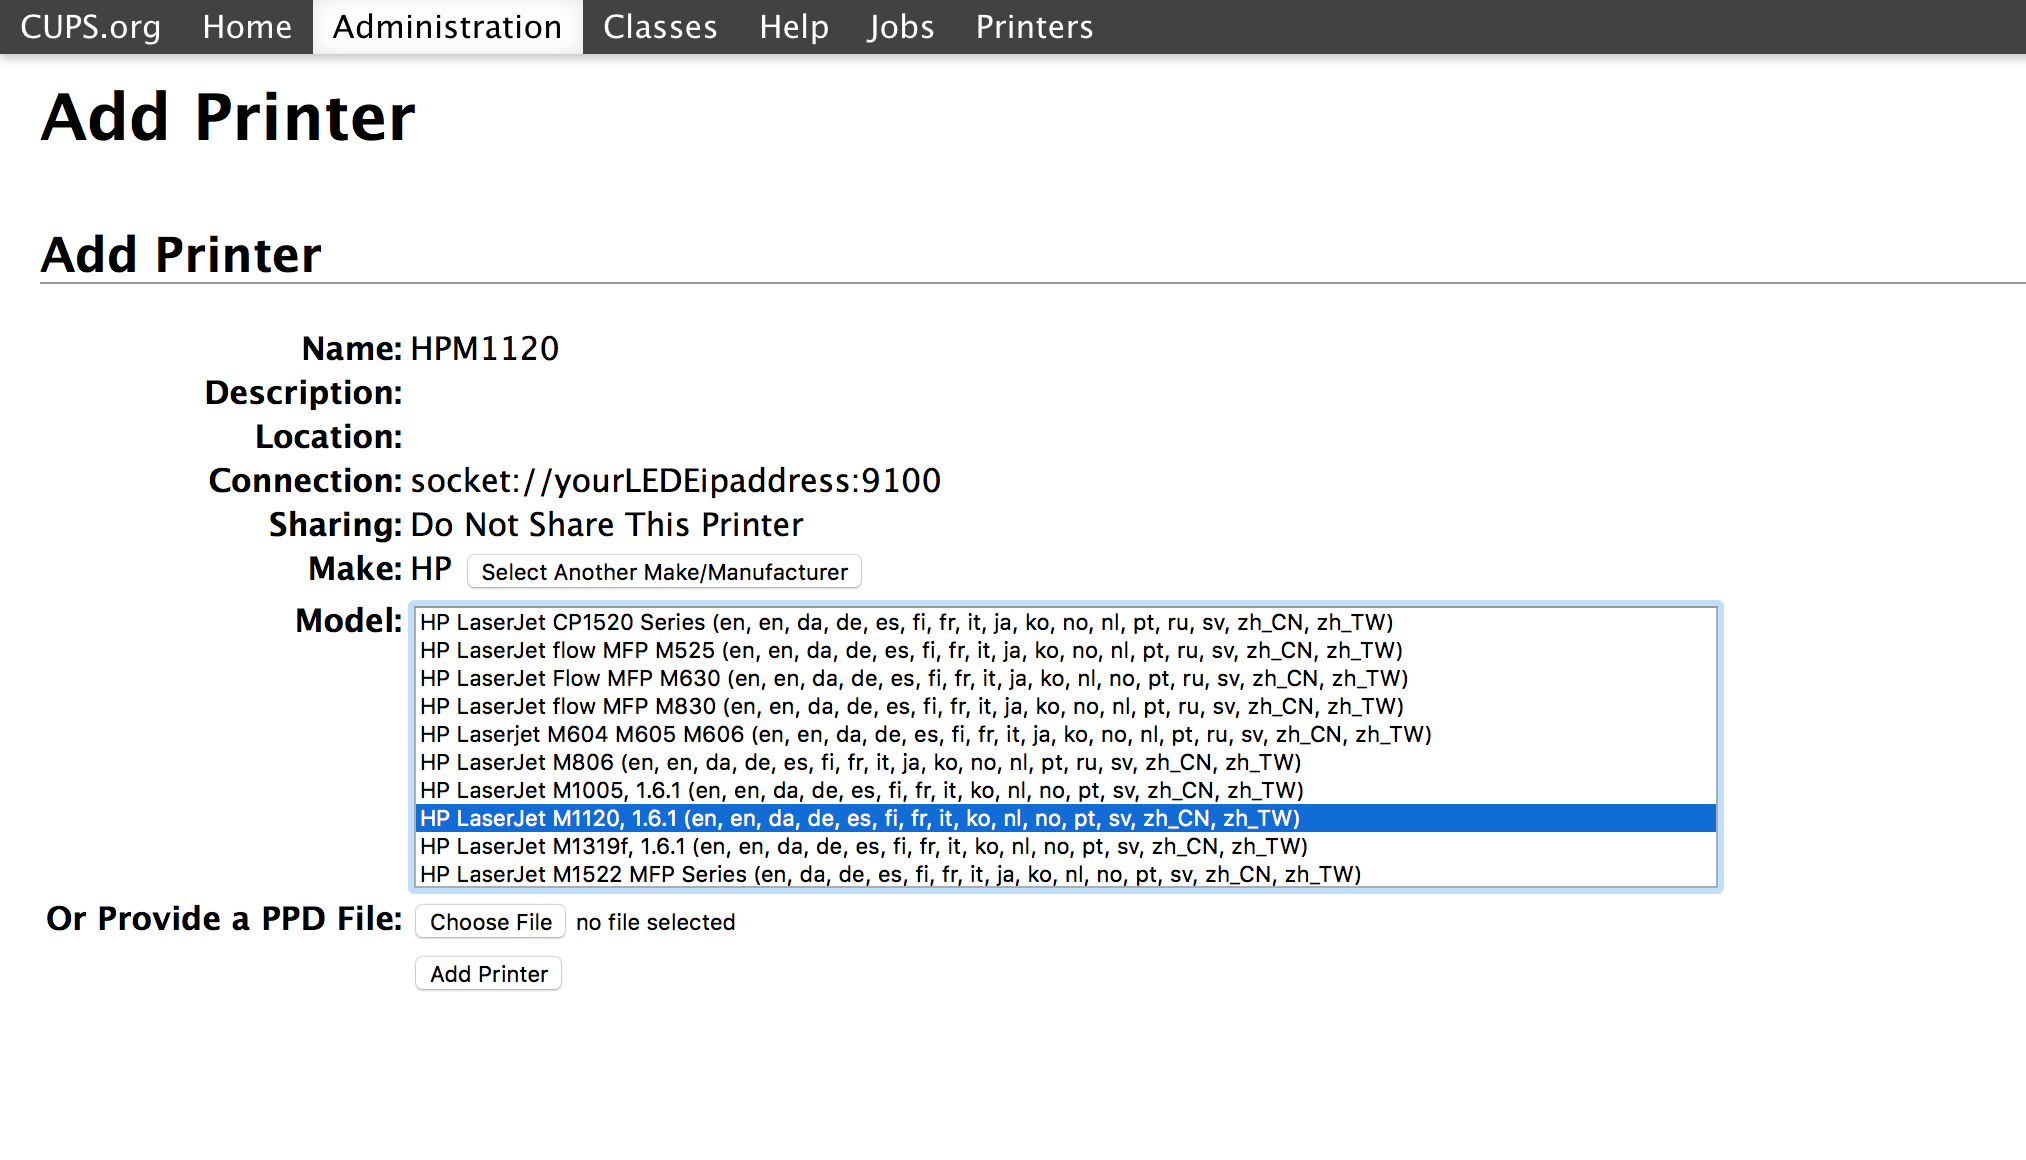 CUPS.org Home Administration Classes Help Jobs Printers
Add Printer
Add Printer
Name: HPM1120
Description:
Location:
Connection: socket://yourLEDEipaddress:9100
Sharing: Do Not Share This Printer
Make: HP Select Another Make/Manufacturer
Model: HP LaserJet CP1520 Series (en, en, da, de, es, fi, fr, it, ja, ko, no, nl, pt, ru, sv, zh_CN, zh_TW)
HP LaserJet flow MFP M525 (en, en, da, de, es, fi, fr, it, ja, ko, no, nl, pt, ru, sv, zh_CN, zh_TW)
HP LaserJet Flow MFP M630 (en, en, da, de, es, fi, fr, it, ja, ko, nl, no, pt, ru, sv, zh_CN, zh_TW)
HP LaserJet flow MFP M830 (en, en, da, de, es, fi, fr, it, ja, ko, no, nl, pt, ru, sv, zh_CN, zh_TW)
HP Laserjet M604 M605 M606 (en, en, da, de, es, fi, fr, it, ja, ko, no, nl, pt, ru, sv, zh_CN, zh_TW)
HP LaserJet M806 (en, en, da, de, es, fi, fr, it, ja, ko, no, nl, pt, ru, sv, zh_CN, zh_TW)
HP LaserJet M1005, 1.6.1 (en, en, da, de, es, fi, fr, it, ko, nl, no, pt, sv, zh_CN, zh_TW)
HP LaserJet M1120, 1.6.1 (en, en, da, de, es, fi, fr, it, ko, nl, no, pt, sv, zh_CN, zh_TW)
HP LaserJet M1319f, 1.6.1 (en, en, da, de, es, fi, fr, it, ko, nl, no, pt, sv, zh_CN, zh_TW)
HP LaserJet M1522 MFP Series (en, da, de, es, fi, fr, it, ja, ko, nl, no, pt, sv, zh_CN, zh_TW)
Or Provide a PPD File: Choose File no file selected
Add Printer